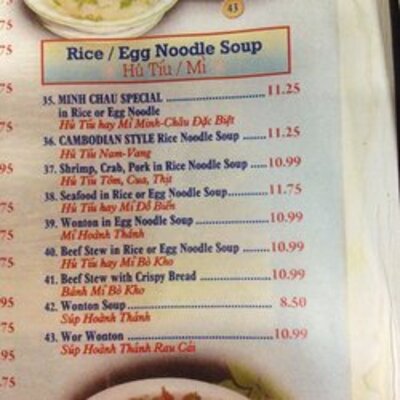 43
Rice / Egg Noodle Soup
Hủ Tíu / Mì
35. MINH CHAU SPECIAL ........ 11.25
in Rice or Egg Noodle
Hủ Tíu hay Mì Minh-Châu Đặc Biệt
36. CAMBODIAN STYLE Rice Noodle Soup ........ 11.25
Hủ Tíu Nam-Vang
37. Shrimp, Crab, Pork in Rice Noodle Soup ........ 10.99
Hủ Tíu Tôm, Cua, Thịt
38. Seafood in Rice or Egg Noodle Soup ........ 11.75
Hủ Tíu hay Mì Đồ Biển
39. Wonton in Egg Noodle Soup ........ 10.99
Mì Hoành Thánh
40. Beef Stew in Rice or Egg Noodle Soup ........ 10.99
Hủ Tíu hay Mì Bò Kho
41. Beef Stew with Crispy Bread ........ 10.99
Bánh Mì Bò Kho
42. Wonton Soup ........ 8.50
Súp Hoành Thánh
43. Wor Wonton ........ 10.99
Súp Hoành Thánh Rau Cải